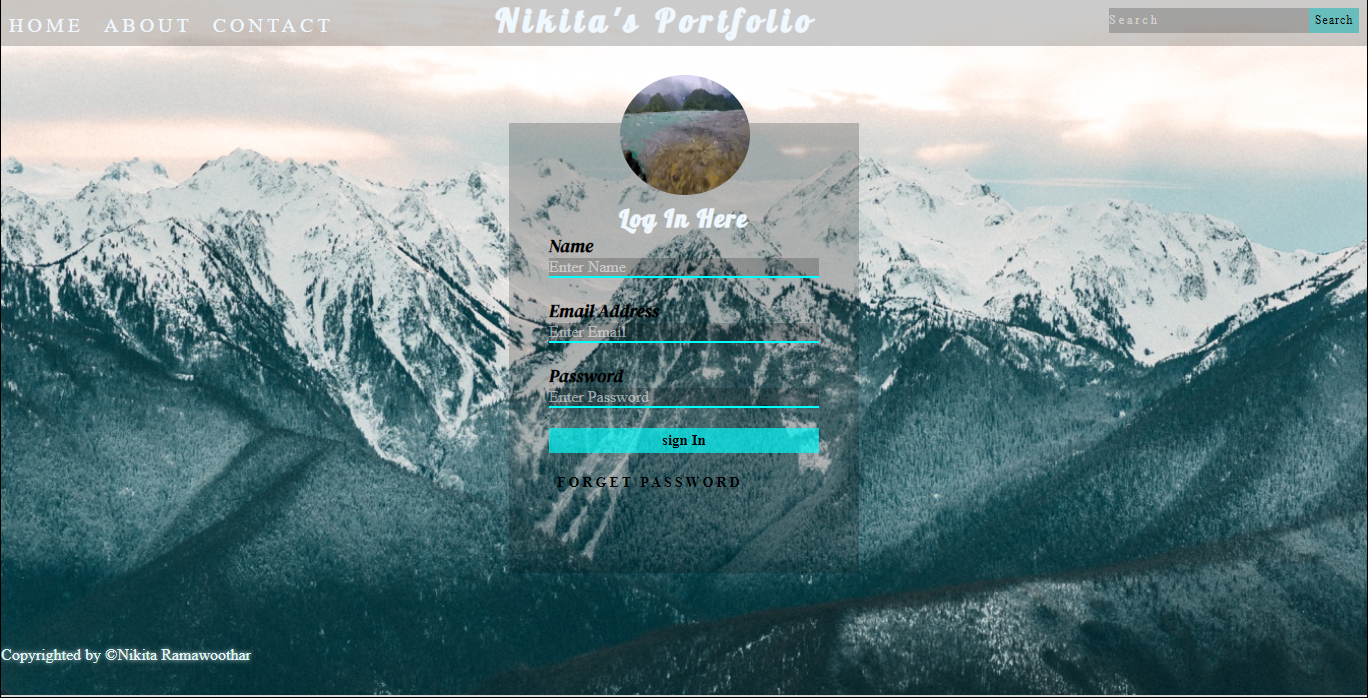 HOME ABOUT CONTACT
Nikita's Portfolio
Search
Search
Log In Here
Name
Enter Name
Email Address
Enter Email
Password
Enter Password
sign In
FORGET PASSWORD
Copyrighted by ©Nikita Ramawoothar